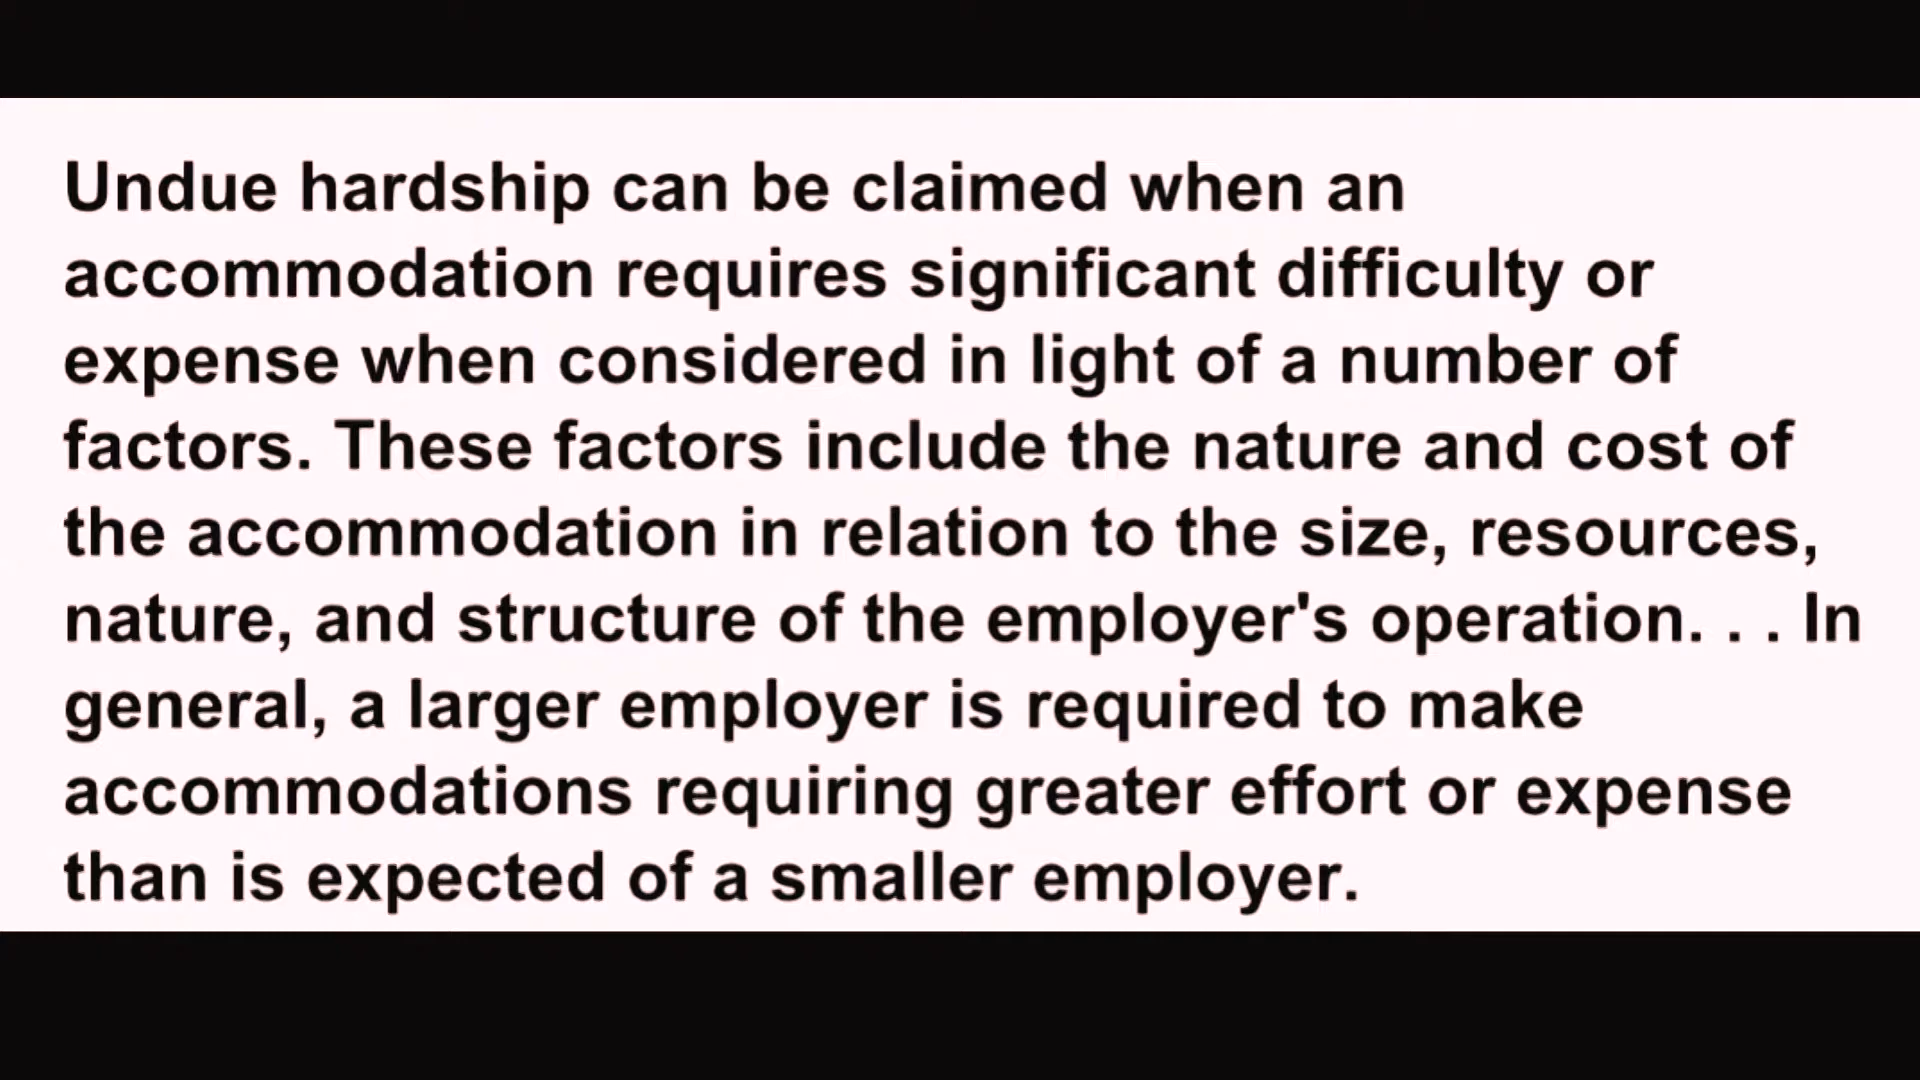 Undue hardship can be claimed when an
accommodation requires significant difficulty or
expense when considered in light of a number of
factors. These factors include the nature and cost of
the accommodation in relation to the size, resources,
nature, and structure of the employer's operation. . . In
general, a larger employer is required to make
accommodations requiring greater effort or expense
than is expected of a smaller employer.